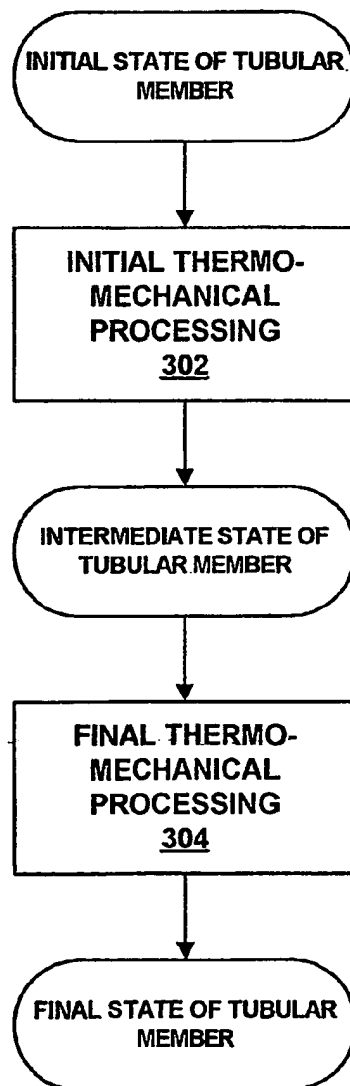 INITIAL STATE OF TUBULAR
MEMBER
INITIAL THERMO-
MECHANICAL
PROCESSING
302
INTERMEDIATE STATE OF
TUBULAR MEMBER
FINAL THERMO-
MECHANICAL
PROCESSING
304
FINAL STATE OF TUBULAR
MEMBER